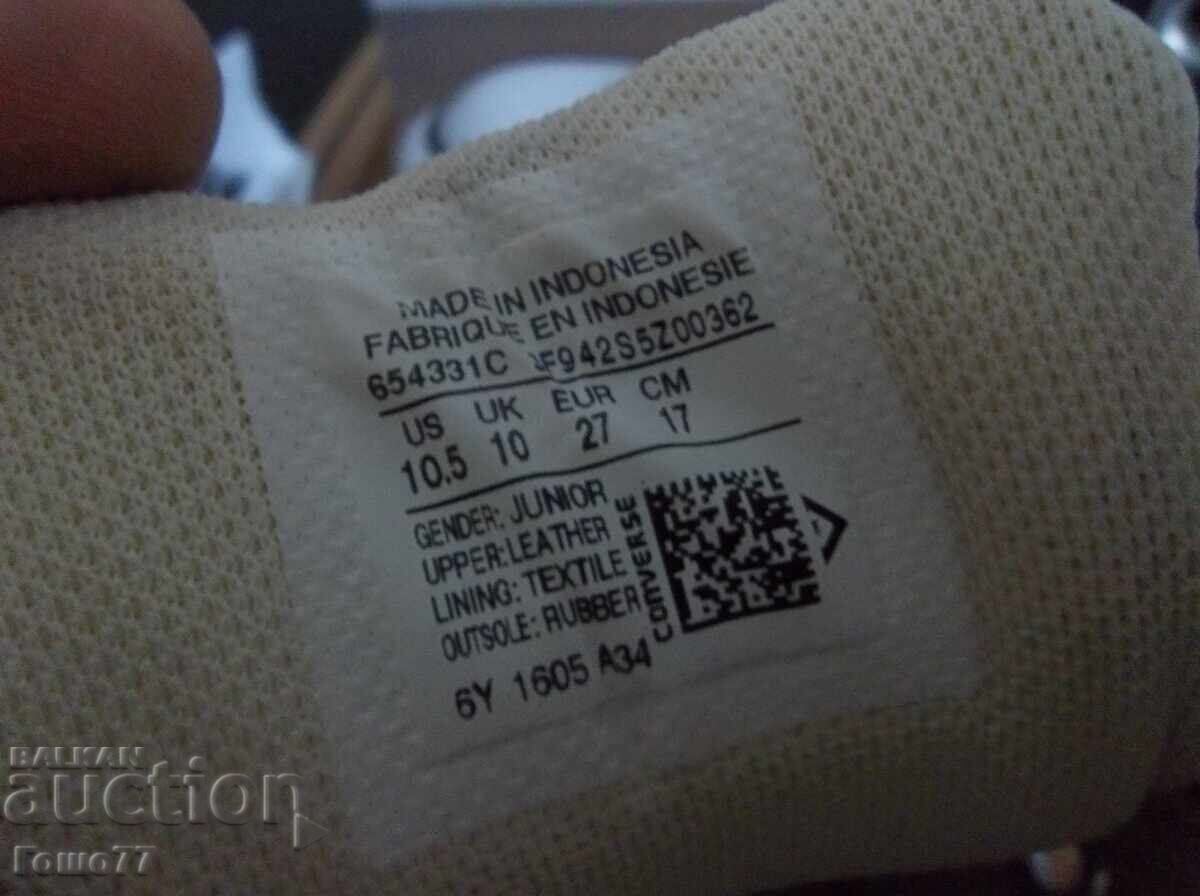 MADE IN INDONESIA
FABRIQUE EN INDONESIE
654331C F942S5Z00362
US UK EUR CM
10.5 10 27 17
GENDER: JUNIOR
UPPER: LEATHER
LINING: TEXTILE
OUTSOLE: RUBBER
CONVERSE
6Y 1605 A34
BALKAN
auction
Гошо77